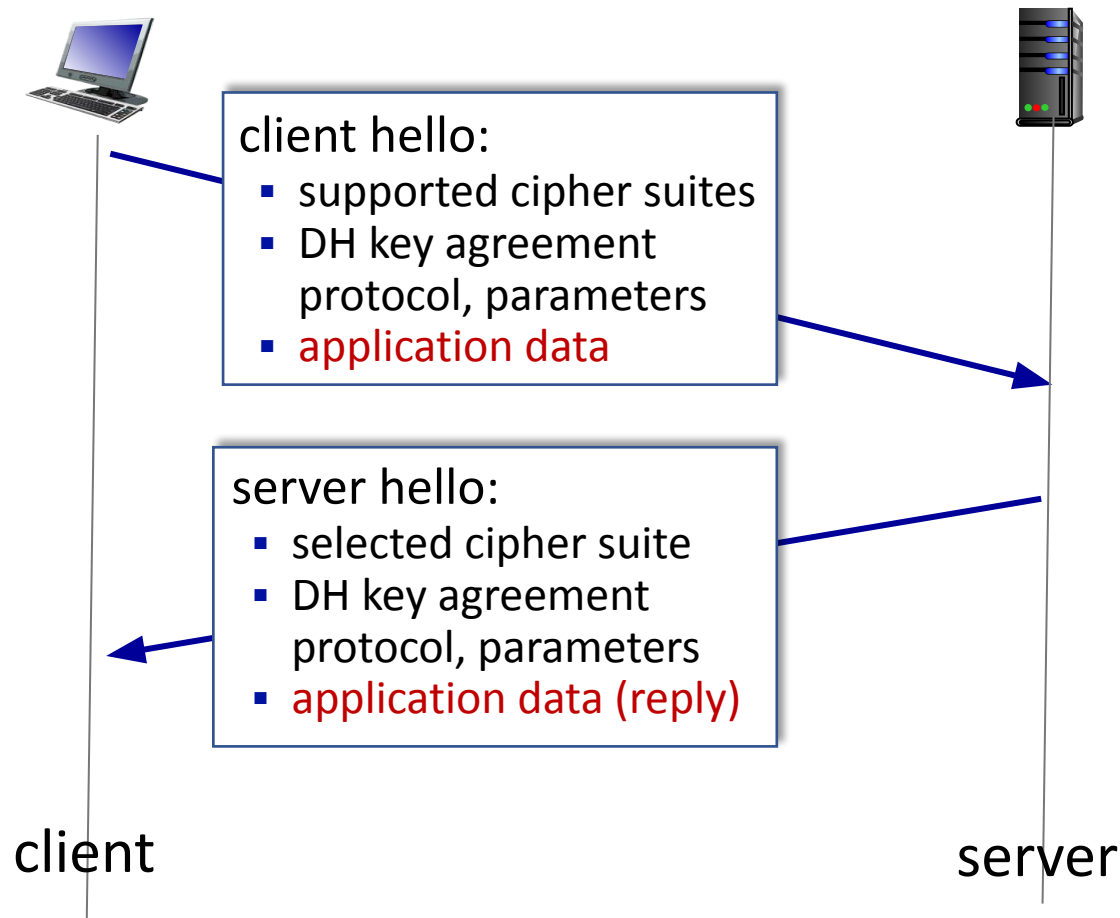 client hello:
▪ supported cipher suites
▪ DH key agreement
protocol, parameters
▪ application data
server hello:
▪ selected cipher suite
▪ DH key agreement
protocol, parameters
▪ application data (reply)
client
server